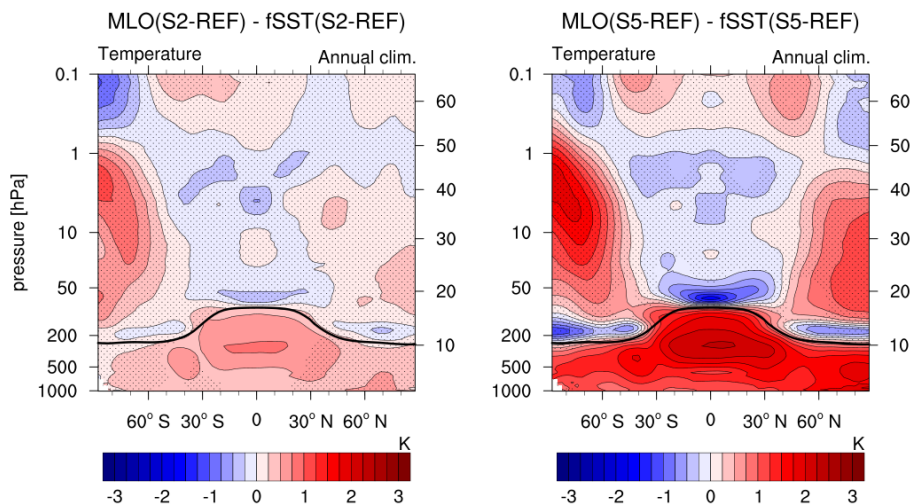 MLO(S2-REF) - fSST(S2-REF)
Temperature Annual clim.
0.1
1
10
50
200
500
1000
pressure [hPa]
60
50
40
30
20
10
60° S 30° S 0 30° N 60° N
K
-3 -2 -1 0 1 2 3
MLO(S5-REF) - fSST(S5-REF)
Temperature Annual clim.
0.1
1
10
50
200
500
1000
60
50
40
30
20
10
60° S 30° S 0 30° N 60° N
K
-3 -2 -1 0 1 2 3